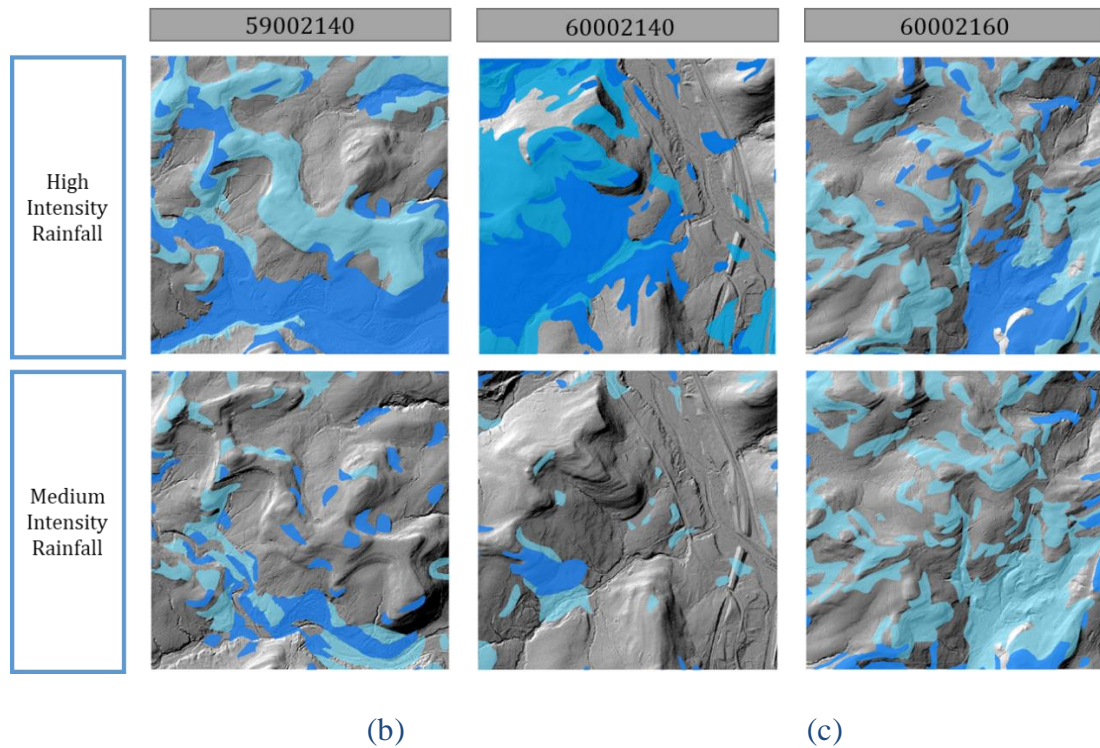 59002140
60002140
60002160
High
Intensity
Rainfall
Medium
Intensity
Rainfall
(b)
(c)